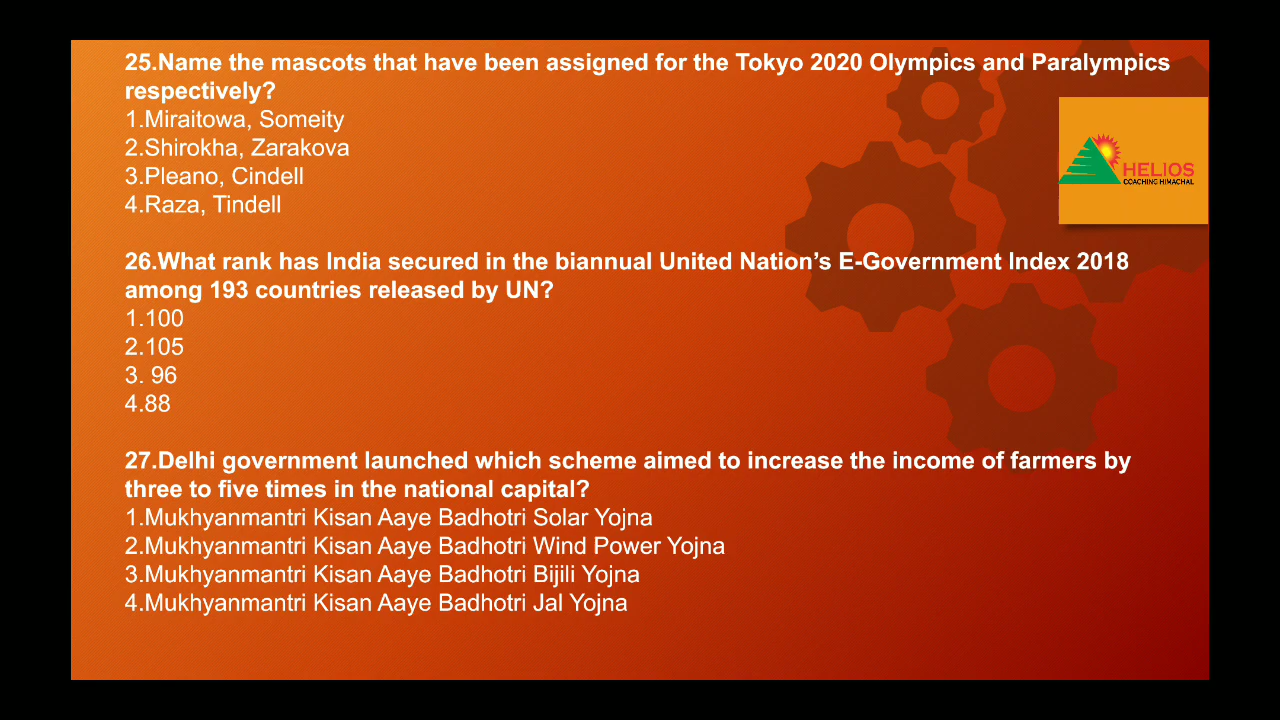 25.Name the mascots that have been assigned for the Tokyo 2020 Olympics and Paralympics
respectively?
1.Miraitowa, Someity
2.Shirokha, Zarakova
3.Pleano, Cindell
4.Raza, Tindell
HELIOS
COACHING HIMACHAL
26.What rank has India secured in the biannual United Nation’s E-Government Index 2018
among 193 countries released by UN?
1.100
2.105
3. 96
4.88
27.Delhi government launched which scheme aimed to increase the income of farmers by
three to five times in the national capital?
1.Mukhyanmantri Kisan Aaye Badhotri Solar Yojna
2.Mukhyanmantri Kisan Aaye Badhotri Wind Power Yojna
3.Mukhyanmantri Kisan Aaye Badhotri Bijili Yojna
4.Mukhyanmantri Kisan Aaye Badhotri Jal Yojna